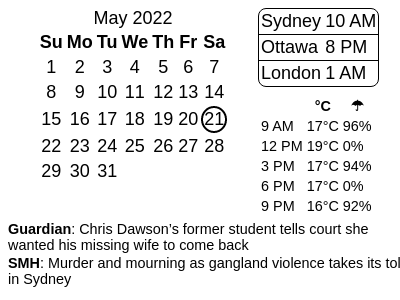 May 2022
Su Mo Tu We Th Fr Sa
1 2 3 4 5 6 7
8 9 10 11 12 13 14
15 16 17 18 19 20 21
22 23 24 25 26 27 28
29 30 31
Sydney 10 AM
Ottawa 8 PM
London 1 AM
°C ☂
9 AM 17°C 96%
12 PM 19°C 0%
3 PM 17°C 94%
6 PM 17°C 0%
9 PM 16°C 92%
Guardian: Chris Dawson’s former student tells court she
wanted his missing wife to come back
SMH: Murder and mourning as gangland violence takes its tol
in Sydney